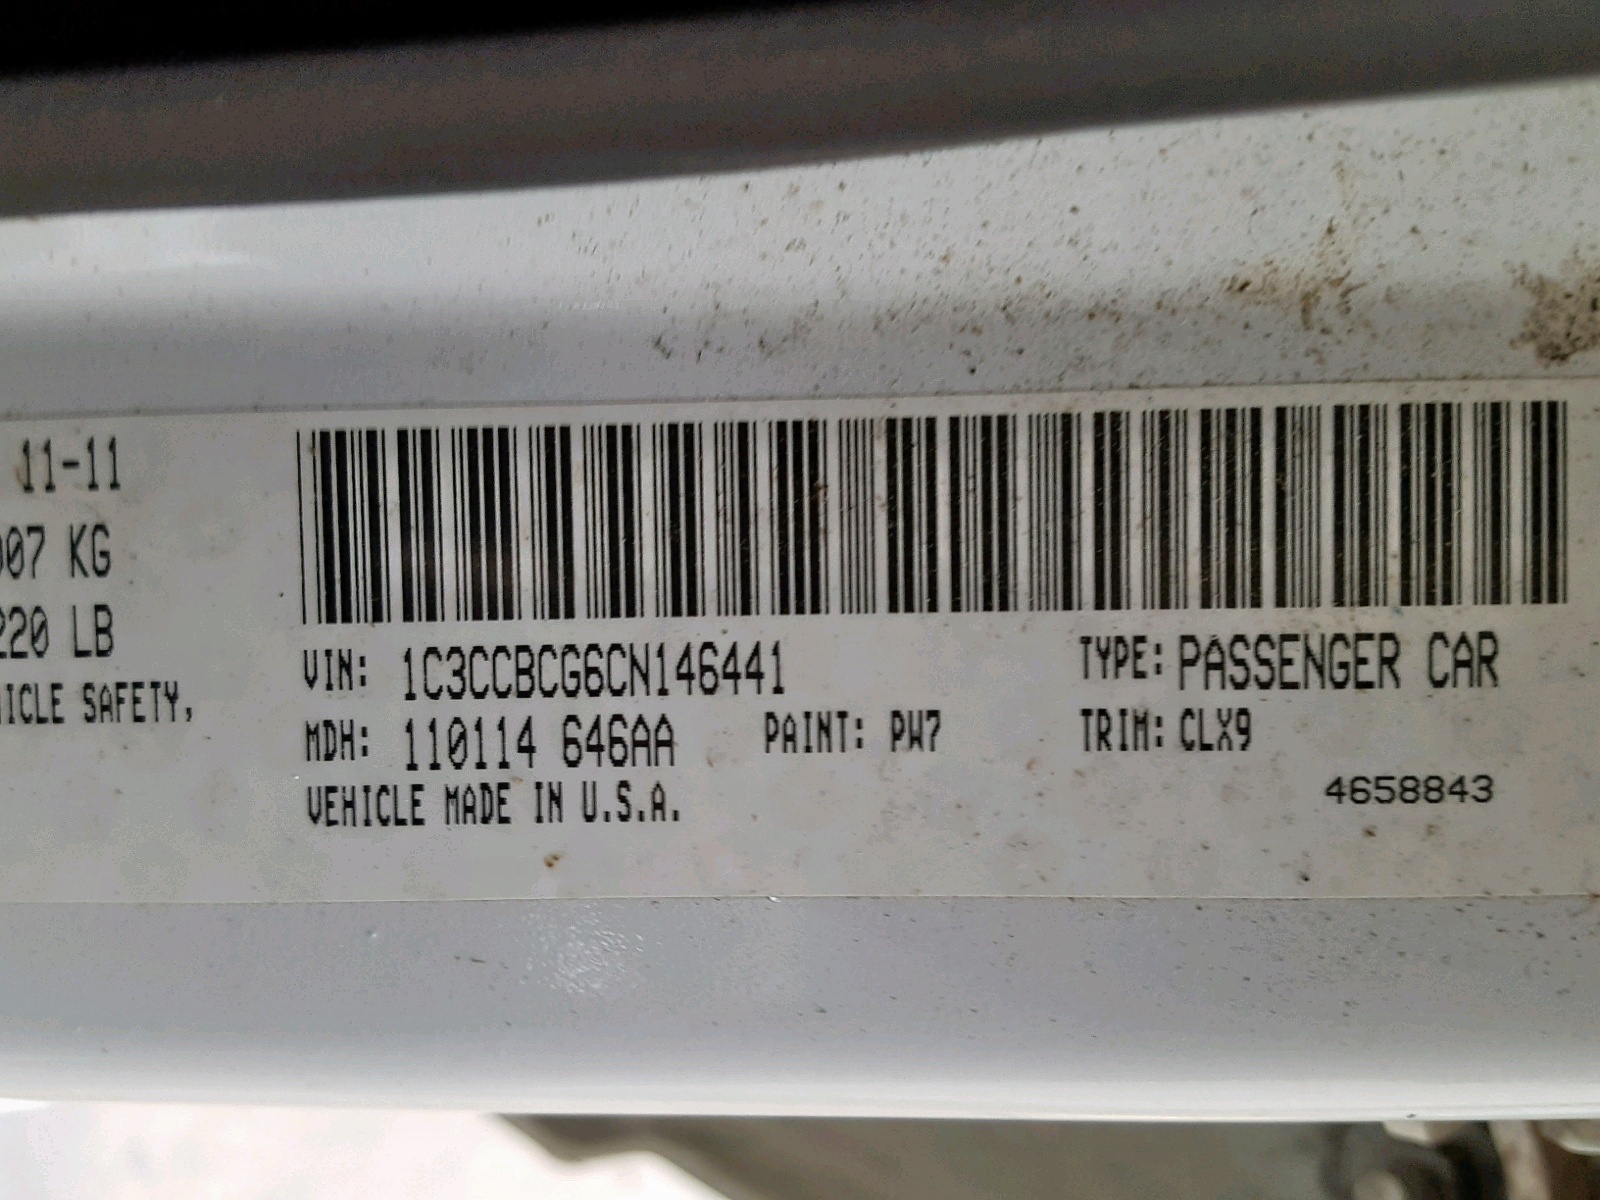 11-11
07 KG
220 LB
ICLE SAFETY,
VIN: 1C3CCBCG6CN146441 TYPE: PASSENGER CAR
MDH: 110114 646AA PAINT: PW7 TRIM: CLX9
VEHICLE MADE IN U.S.A.
4658843